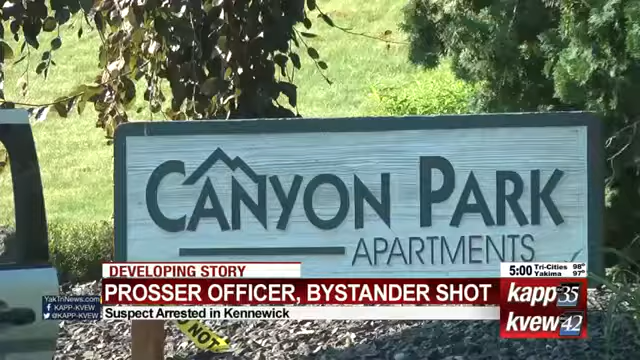 CANYON PARK
APARTMENTS
DEVELOPING STORY
PROSSER OFFICER, BYSTANDER SHOT
Suspect Arrested in Kennewick
YakTriNews.com
KAPP-KVEW
@KAPP-KVEW
NOT
5:00 Tri-Cities 98°
Yakima 97°
kapp 35
kvew 42